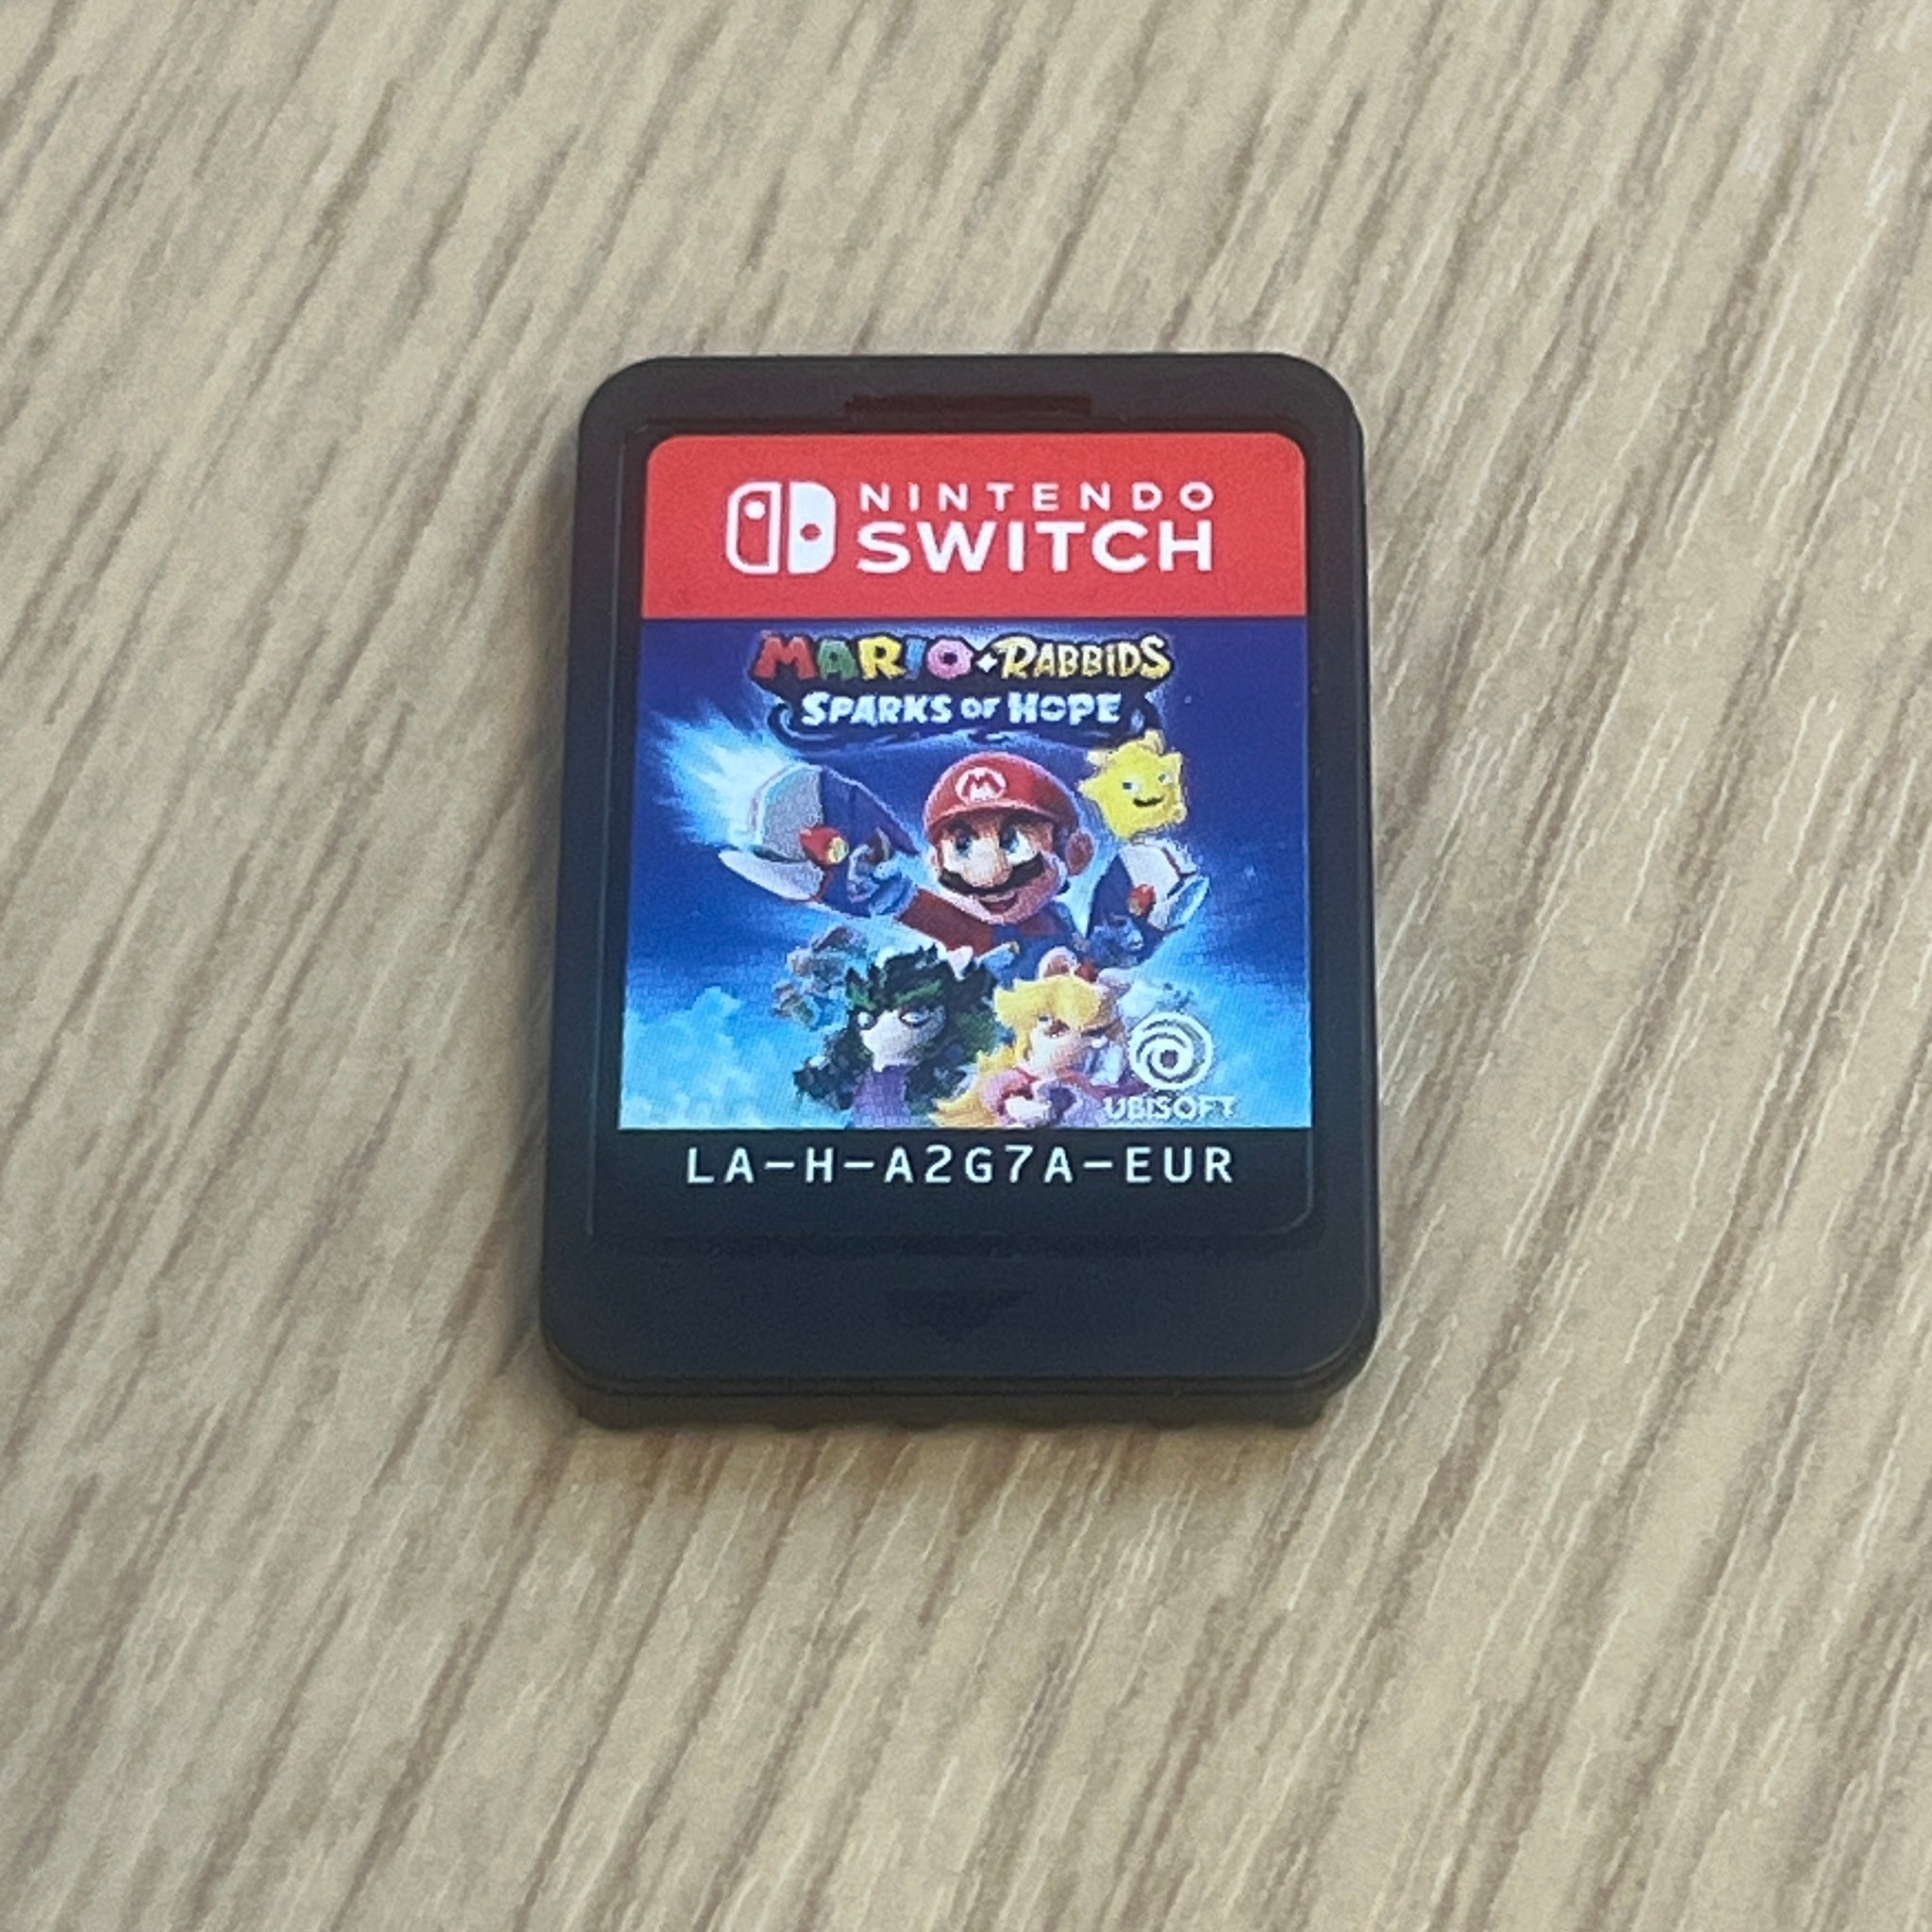 NINTENDO
SWITCH
MARIO+RABBIDS
SPARKS OF HOPE
UBISOFT
LA-H-A2G7A-EUR